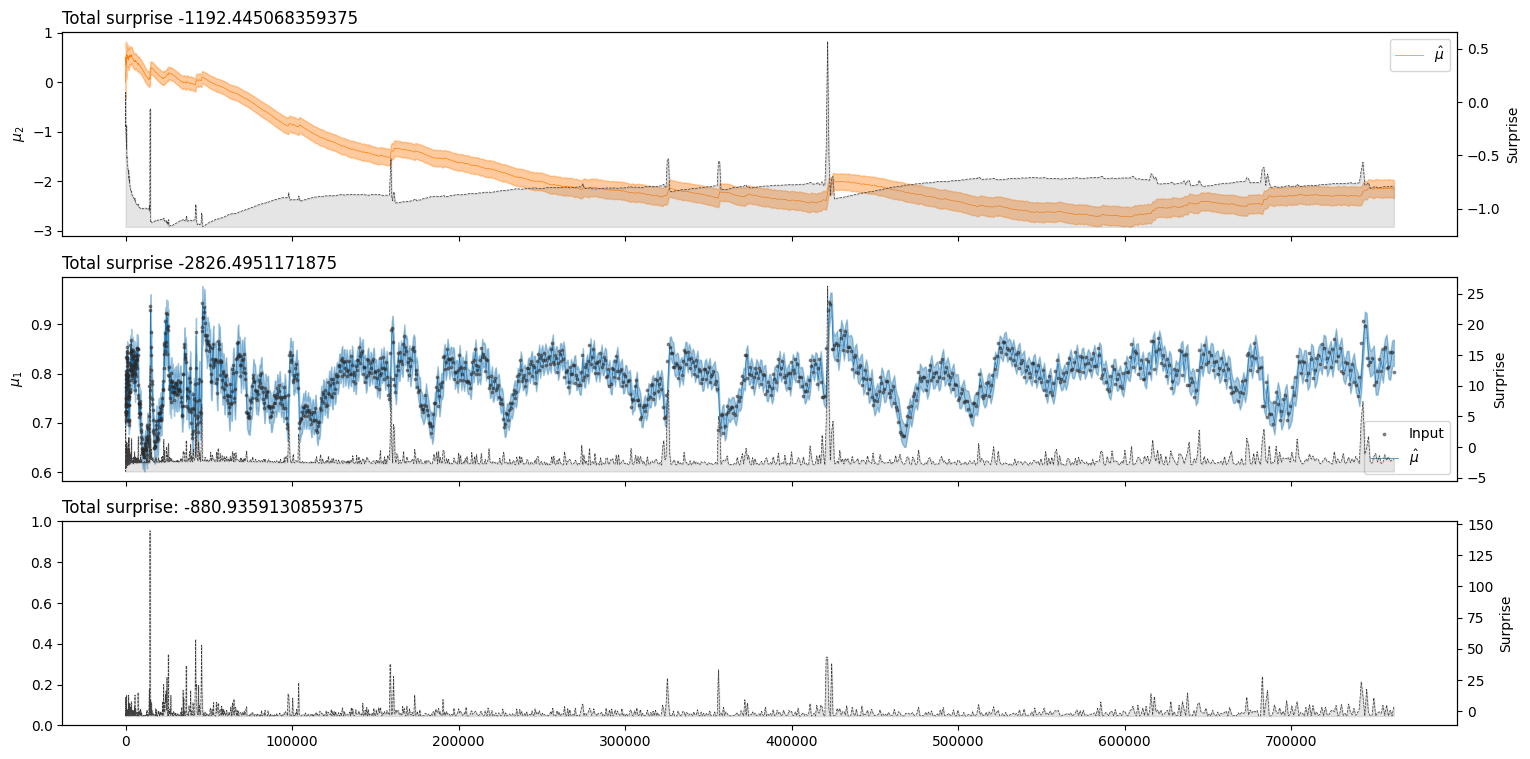 Total surprise -1192.445068359375
1
0
−1
−2
−3
μ2
0.5
0.0
−0.5
−1.0
Surprise
μ̂
Total surprise -2826.4951171875
0.9
0.8
0.7
0.6
μ1
25
20
15
10
5
0
−5
Surprise
Input
μ̂
Total surprise: -880.9359130859375
1.0
0.8
0.6
0.4
0.2
0.0
150
125
100
75
50
25
0
Surprise
0 100000 200000 300000 400000 500000 600000 700000